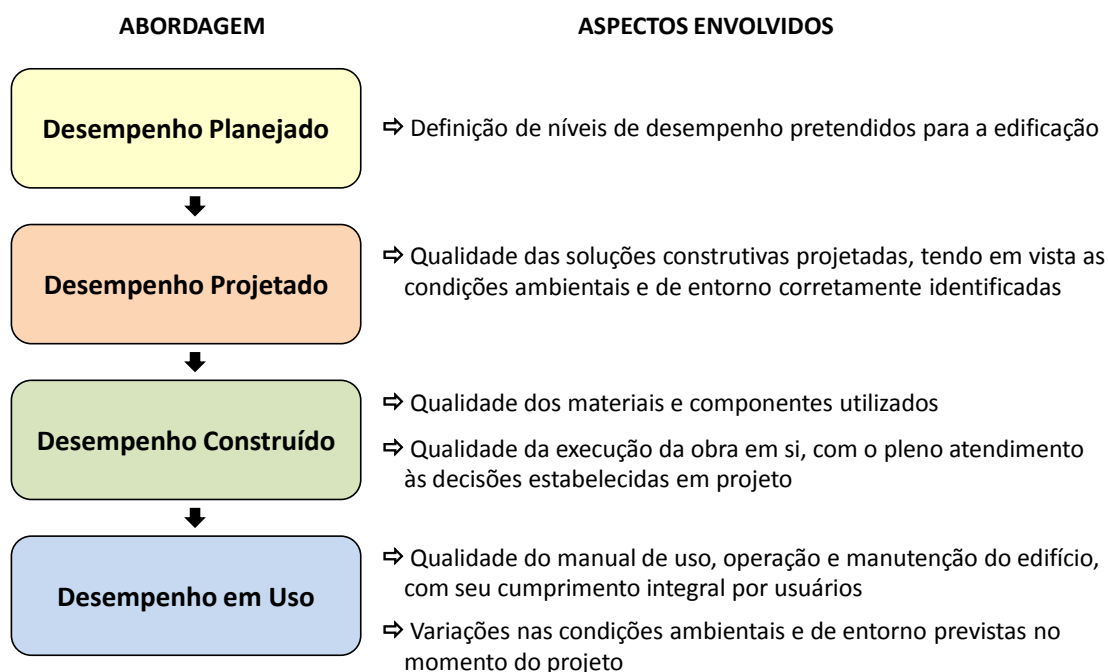 ABORDAGEM
ASPECTOS ENVOLVIDOS
Desempenho Planejado
⇨ Definição de níveis de desempenho pretendidos para a edificação
Desempenho Projetado
⇨ Qualidade das soluções construtivas projetadas, tendo em vista as
condições ambientais e de entorno corretamente identificadas
Desempenho Construído
⇨ Qualidade dos materiais e componentes utilizados
⇨ Qualidade da execução da obra em si, com o pleno atendimento
às decisões estabelecidas em projeto
Desempenho em Uso
⇨ Qualidade do manual de uso, operação e manutenção do edifício,
com seu cumprimento integral por usuários
⇨ Variações nas condições ambientais e de entorno previstas no
momento do projeto